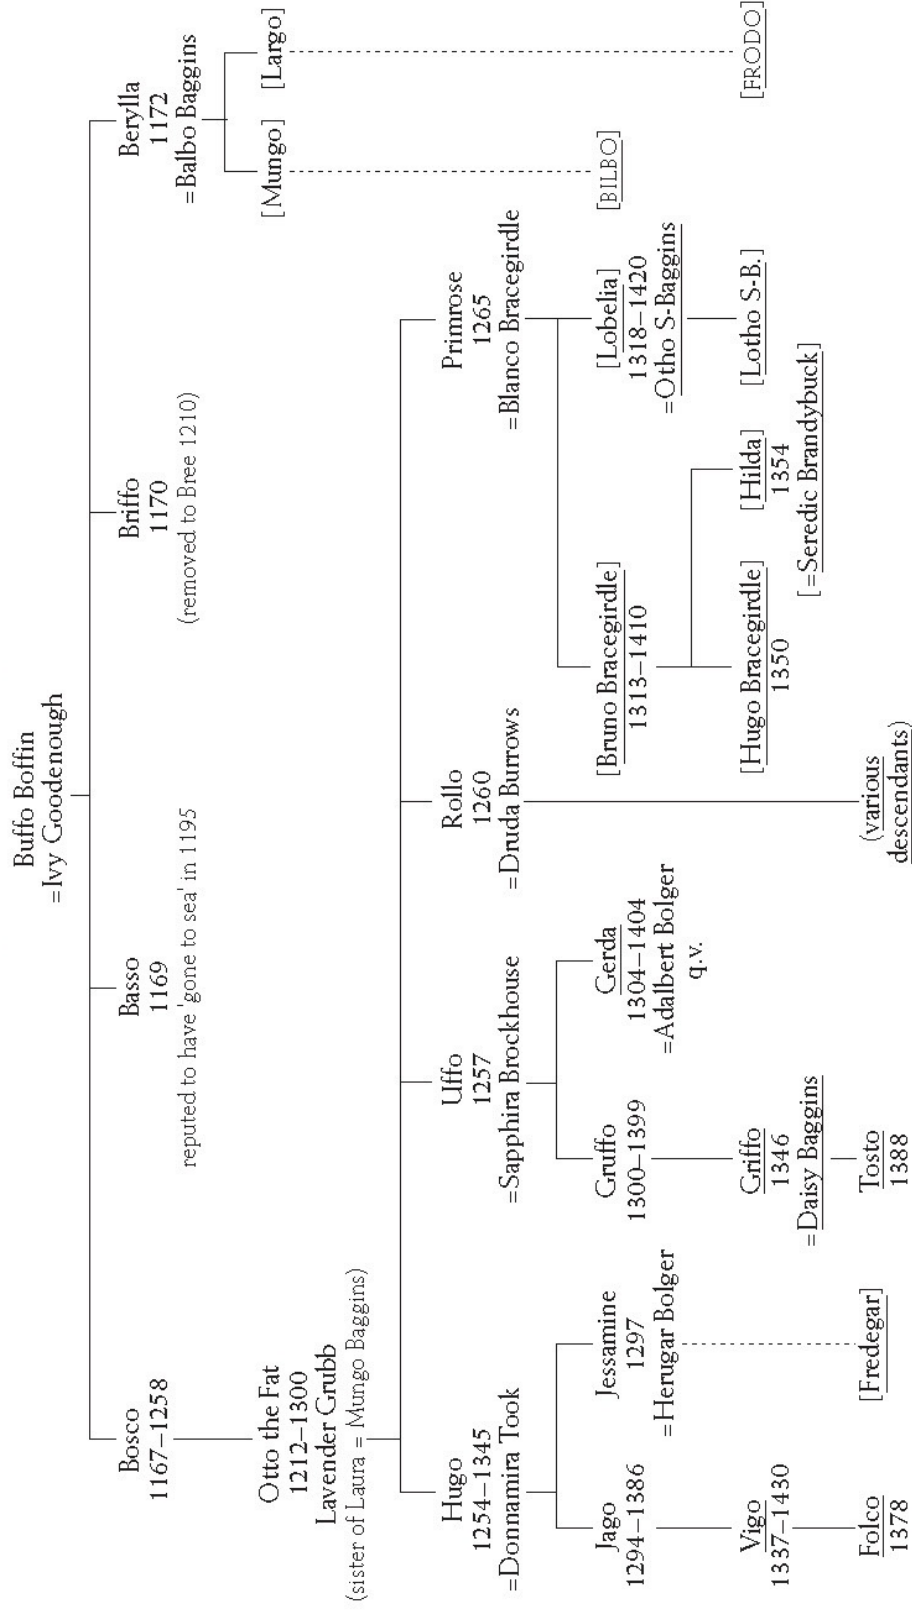 Buffo Boffin
=Ivy Goodenough
Bosco
1167–1258
Basso
1169
reputed to have 'gone to sea' in 1195
Briffo
1170
(removed to Bree 1210)
Berylla
1172
=Balbo Baggins
Otto the Fat
1212–1300
Lavender Grubb
(sister of Laura = Mungo Baggins)
[Mungo]
[Largo]
Hugo
1254–1345
=Donnamira Took
Uffo
1257
=Sapphira Brockhouse
Rollo
1260
=Druda Burrows
Primrose
1265
=Blanco Bracegirdle
Jago
1294–1386
Jessamine
1297
=Herugar Bolger
Gruffo
1300–1399
Gerda
1304–1404
=Adalbert Bolger
q.v.
[Bruno Bracegirdle]
1313–1410
[Lobelia]
1318–1420
=Otho S-Baggins
[BILBO]
Vigo
1337–1430
Griffo
1346
=Daisy Baggins
[Hugo Bracegirdle]
1350
[Hilda]
1354
[=Seredic Brandybuck]
[Lotho S-B.]
[FRODO]
Folco
1378
[Fredegar]
Tosto
1388
(various
descendants)